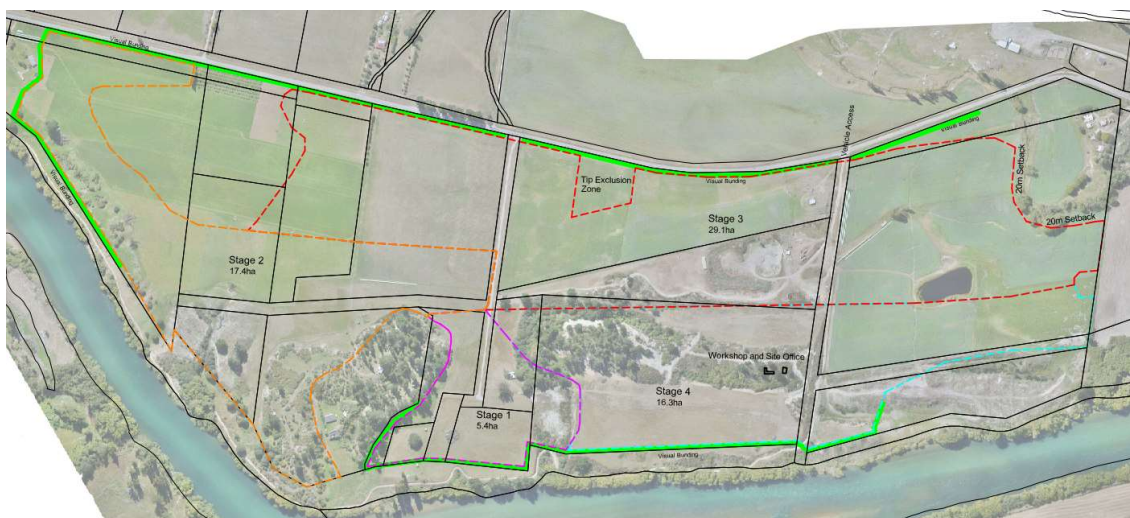 Visual Bunding
Vehicle Access
Visual Bunding
Tip Exclusion
Zone
Visual Bunding
20m Setback
20m Setback
Stage 3
29.1ha
Visual Bunding
Stage 2
17.4ha
Workshop and Site Office
Stage 4
16.3ha
Stage 1
5.4ha
Visual Bunding